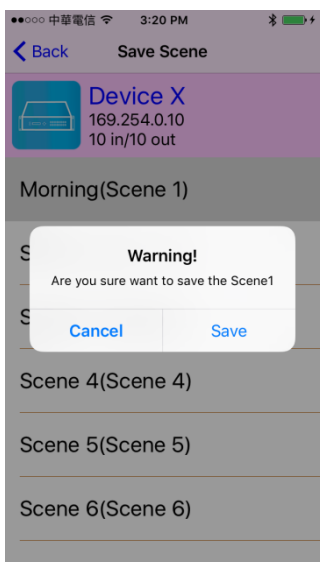 中華電信 3:20 PM
Back Save Scene
Device X
169.254.0.10
10 in/10 out
Morning(Scene 1)
S
Warning!
Are you sure want to save the Scene1
S
Cancel Save
Scene 4(Scene 4)
Scene 5(Scene 5)
Scene 6(Scene 6)